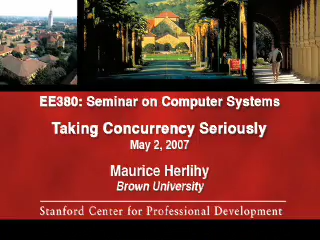 EE380: Seminar on Computer Systems
Taking Concurrency Seriously
May 2, 2007
Maurice Herlihy
Brown University
Stanford Center for Professional Development